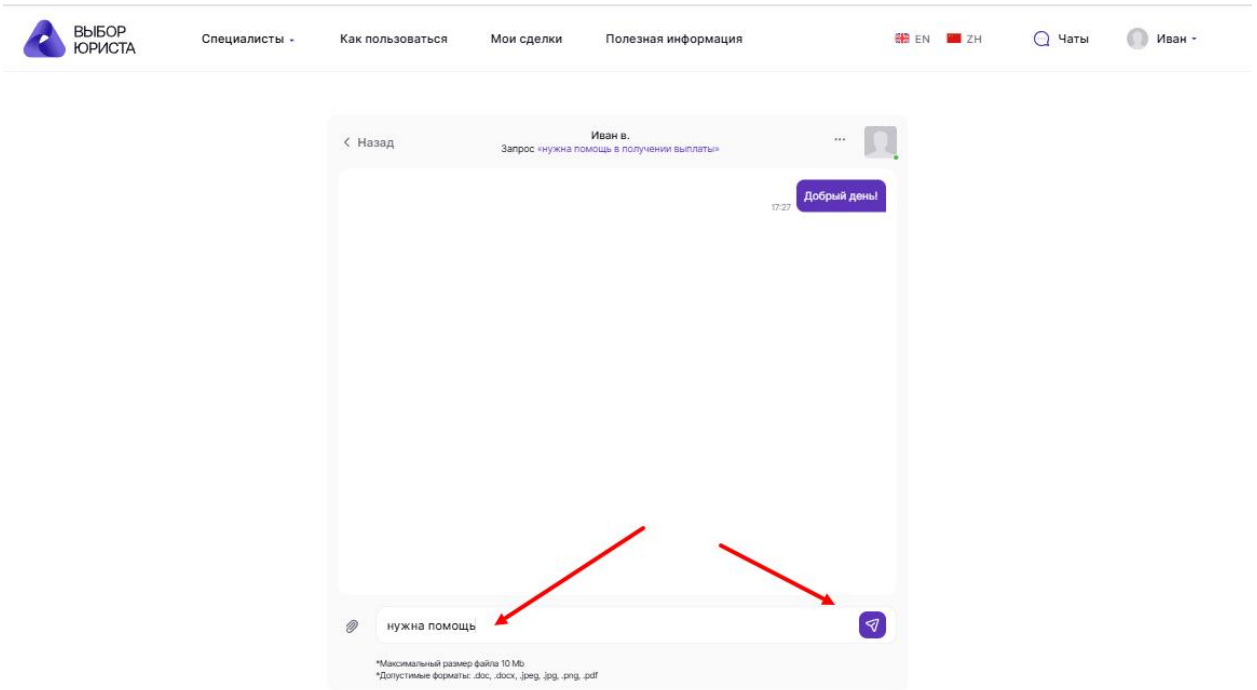 ВЫБОР
ЮРИСТА
Специалисты
Как пользоваться
Мои сделки
Полезная информация
EN
ZH
Чаты
Иван
Назад
Иван в.
Запрос «нужна помощь в получении выплаты»
...
Добрый день!
17:27
нужна помощь
*Максимальный размер файла 10 Mb
*Допустимые форматы: .doc, .docx, .jpeg, .jpg, .png, .pdf